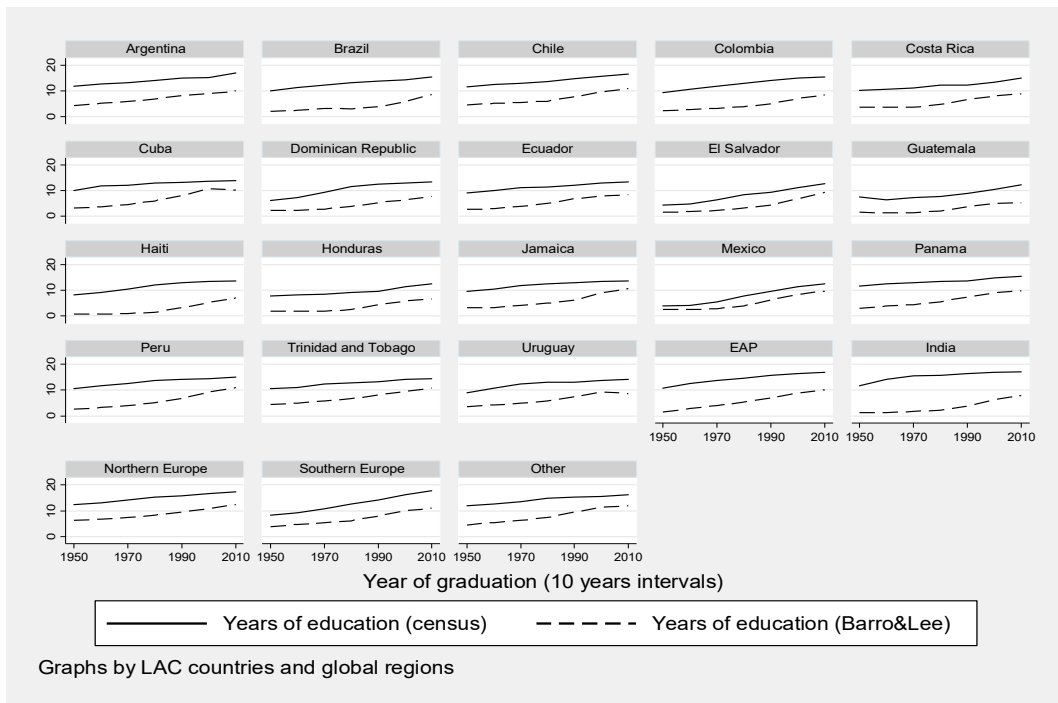 Argentina Brazil Chile Colombia Costa Rica
20
10
0
Cuba Dominican Republic Ecuador El Salvador Guatemala
20
10
0
Haiti Honduras Jamaica Mexico Panama
20
10
0
Peru Trinidad and Tobago Uruguay EAP India
20
10
0
1950 1970 1990 2010 1950 1970 1990 2010
Northern Europe Southern Europe Other
20
10
0
1950 1970 1990 2010 1950 1970 1990 2010 1950 1970 1990 2010
Year of graduation (10 years intervals)
Years of education (census) Years of education (Barro&Lee)
Graphs by LAC countries and global regions